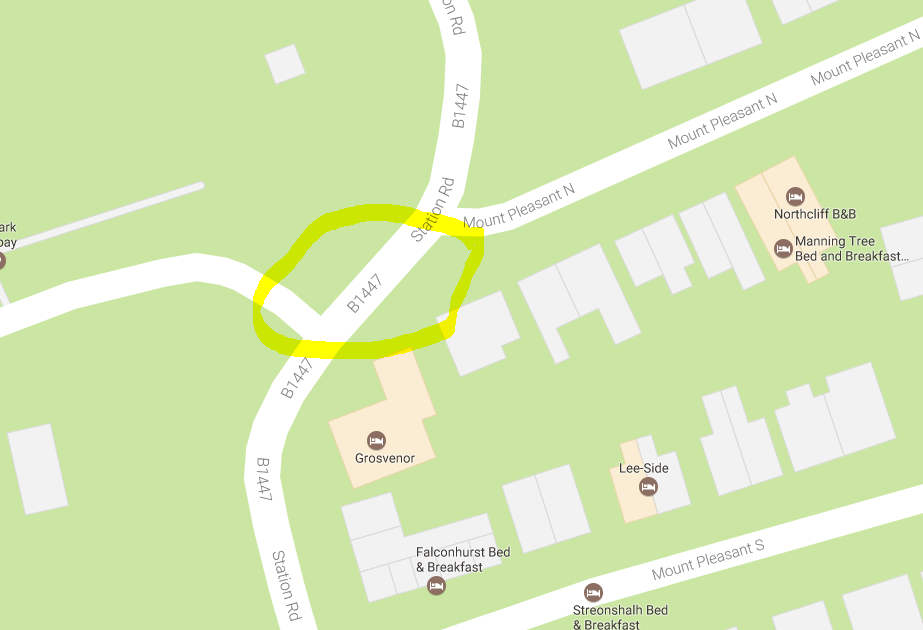 on Rd
B1447
Mount Pleasant N
Mount Pleasant N
Station Rd
Mount Pleasant N
Northcliff B&B
ark
bay
Manning Tree
Bed and Breakfast...
B1447
B1447
Grosvenor
B1447
Lee-Side
Falconhurst Bed
& Breakfast
Mount Pleasant S
Station Rd
Streonshalh Bed
& Breakfast